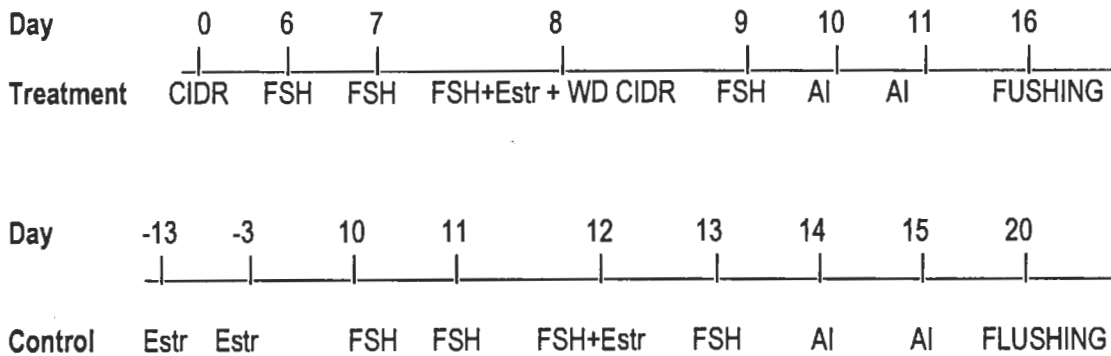 Day 0 6 7 8 9 10 11 16
Treatment CIDR FSH FSH FSH+Estr + WD CIDR FSH AI AI FUSHING
Day -13 -3 10 11 12 13 14 15 20
Control Estr Estr FSH FSH FSH+Estr FSH AI AI FLUSHING